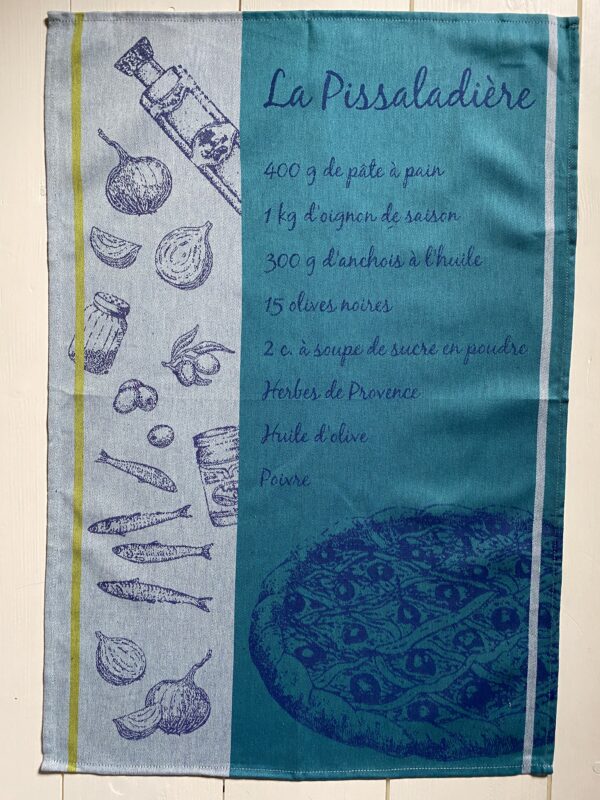 La Pissaladière
400 g de pâte à pain
1 kg d'oignon de saison
300 g d'anchois à l'huile
15 olives noires
2 c. à soupe de sucre en poudre
Herbes de Provence
Huile d'olive
Poivre